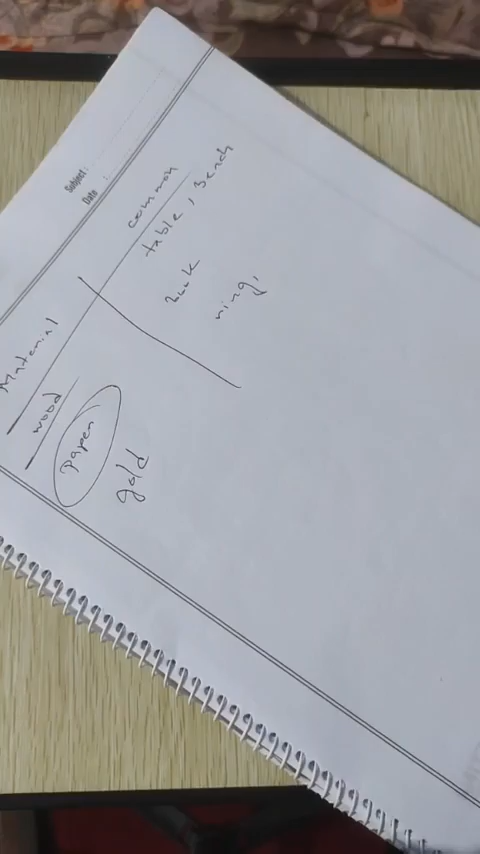 Subject :
Date :
Material common
wood table, Bench
paper book
gold ring,